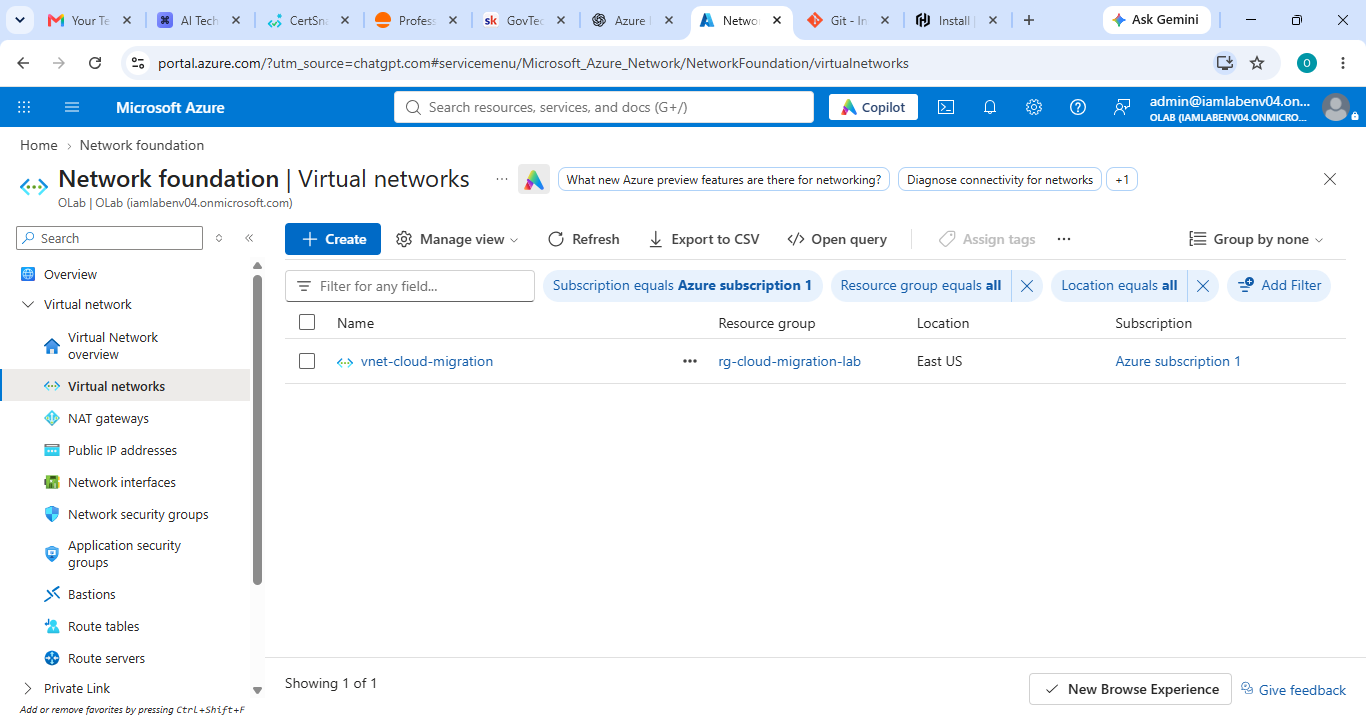 Your Te
AI Tech
CertSna
Profess
sk GovTec
Azure
Netwo
Git - In
Install
Ask Gemini
portal.azure.com/?utm_source=chatgpt.com#servicemenu/Microsoft_Azure_Network/NetworkFoundation/virtualnetworks
O
Microsoft Azure
Search resources, services, and docs (G+/)
Copilot
admin@iamlabenv04.on...
OLAB (IAMLABENV04.ONMICRO...
Home > Network foundation
Network foundation | Virtual networks
...
What new Azure preview features are there for networking?
Diagnose connectivity for networks
+1
OLab | OLab (iamlabenv04.onmicrosoft.com)
Search
Overview
Virtual network
Virtual Network
overview
Virtual networks
NAT gateways
Public IP addresses
Network interfaces
Network security groups
Application security
groups
Bastions
Route tables
Route servers
Private Link
Add or remove favorites by pressing Ctrl+Shift+F
Create
Manage view
Refresh
Export to CSV
Open query
Assign tags
...
Group by none
Filter for any field...
Subscription equals Azure subscription 1
Resource group equals all
Location equals all
Add Filter
Name Resource group Location Subscription
vnet-cloud-migration ... rg-cloud-migration-lab East US Azure subscription 1
Showing 1 of 1
New Browse Experience
Give feedback